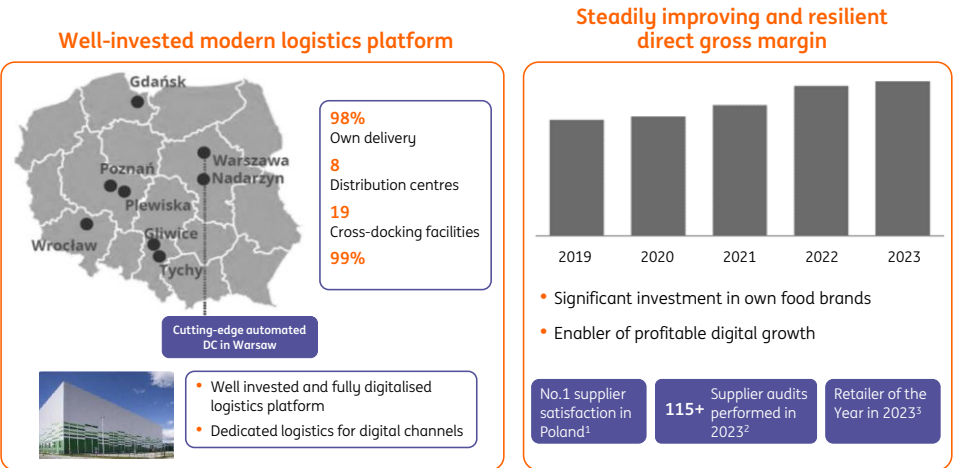 Well-invested modern logistics platform
Gdańsk
Warszawa
Nadarzyn
Poznań
Plewiska
Wrocław
Gliwice
Tychy
98%
Own delivery
8
Distribution centres
19
Cross-docking facilities
99%
Cutting-edge automated
DC in Warsaw
• Well invested and fully digitalised
logistics platform
• Dedicated logistics for digital channels
Steadily improving and resilient
direct gross margin
2019 2020 2021 2022 2023
• Significant investment in own food brands
• Enabler of profitable digital growth
No.1 supplier
satisfaction in
Poland¹
115+ Supplier audits
performed in
2023²
Retailer of the
Year in 2023³